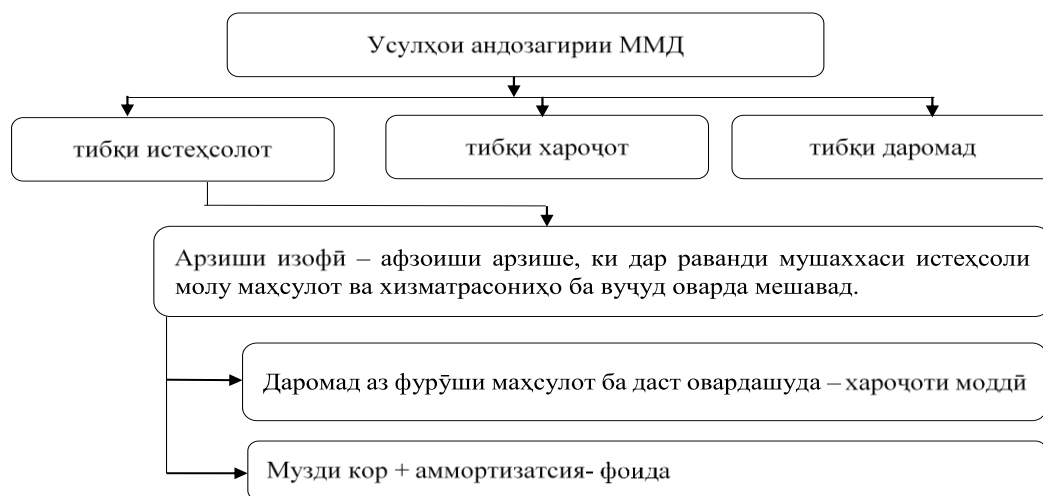 Усулҳои андозагирии ММД
тибқи истеҳсолот
тибқи хароҷот
тибқи даромад
Арзиши изофӣ – афзоиши арзише, ки дар раванди мушаххаси истеҳсоли
молу маҳсулот ва хизматрасониҳо ба вуҷуд оварда мешавад.
Даромад аз фурӯши маҳсулот ба даст овардашуда – хароҷоти моддӣ
Музди кор + аммортизатсия- фоида